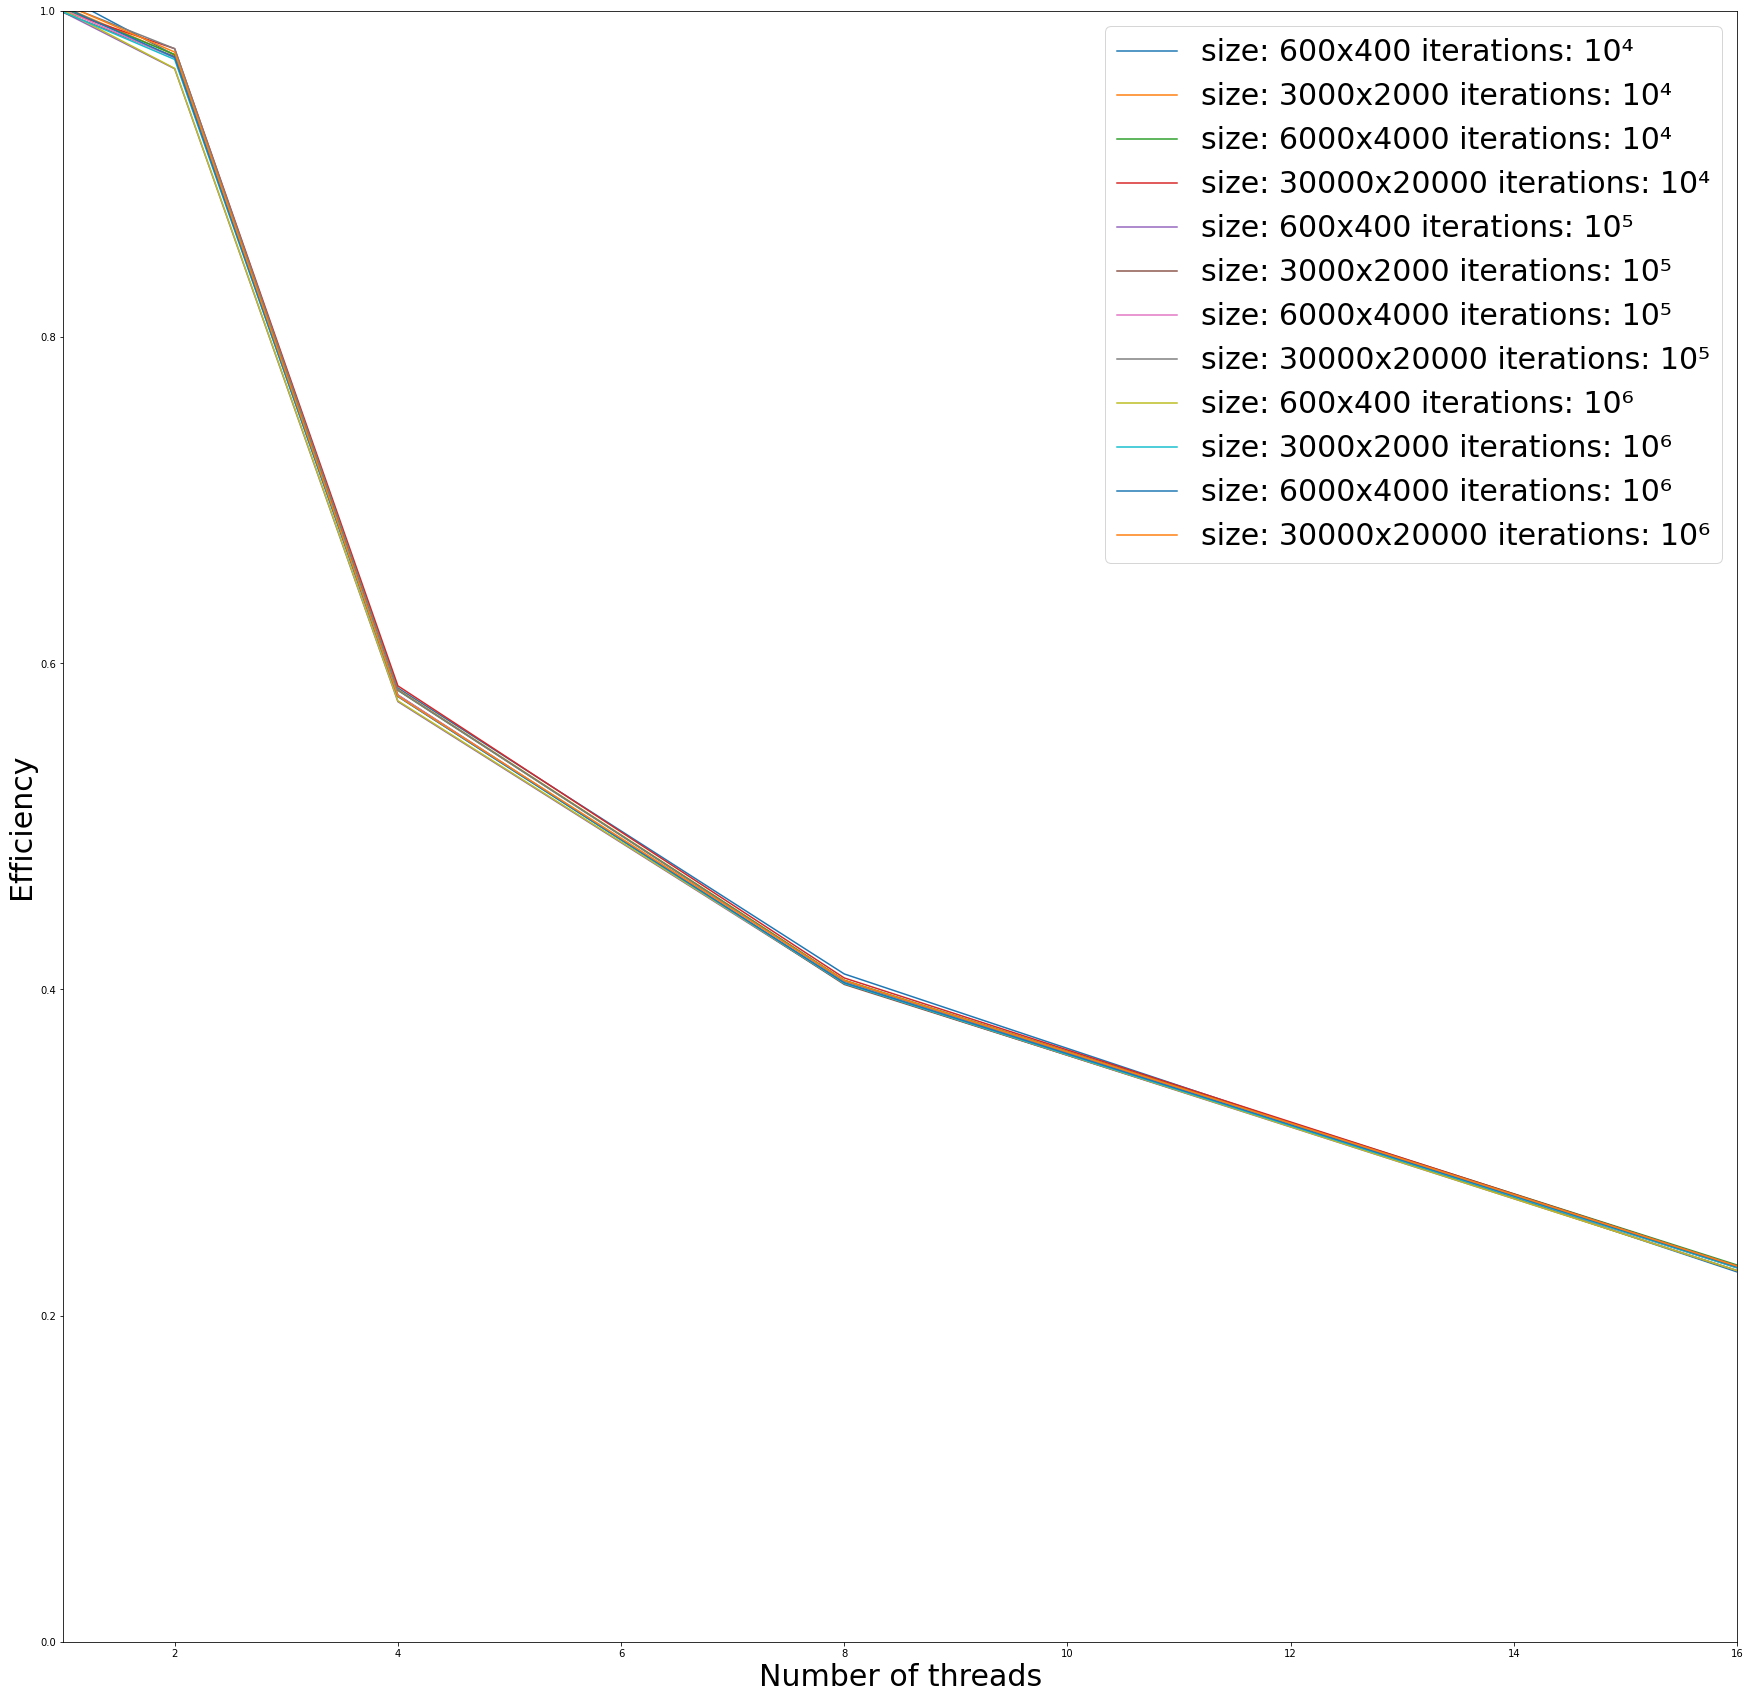 1.0
0.8
0.6
0.4
0.2
0.0
Efficiency
size: 600x400 iterations: 10⁴
size: 3000x2000 iterations: 10⁴
size: 6000x4000 iterations: 10⁴
size: 30000x20000 iterations: 10⁴
size: 600x400 iterations: 10⁵
size: 3000x2000 iterations: 10⁵
size: 6000x4000 iterations: 10⁵
size: 30000x20000 iterations: 10⁵
size: 600x400 iterations: 10⁶
size: 3000x2000 iterations: 10⁶
size: 6000x4000 iterations: 10⁶
size: 30000x20000 iterations: 10⁶
2 4 6 8 10 12 14 16
Number of threads